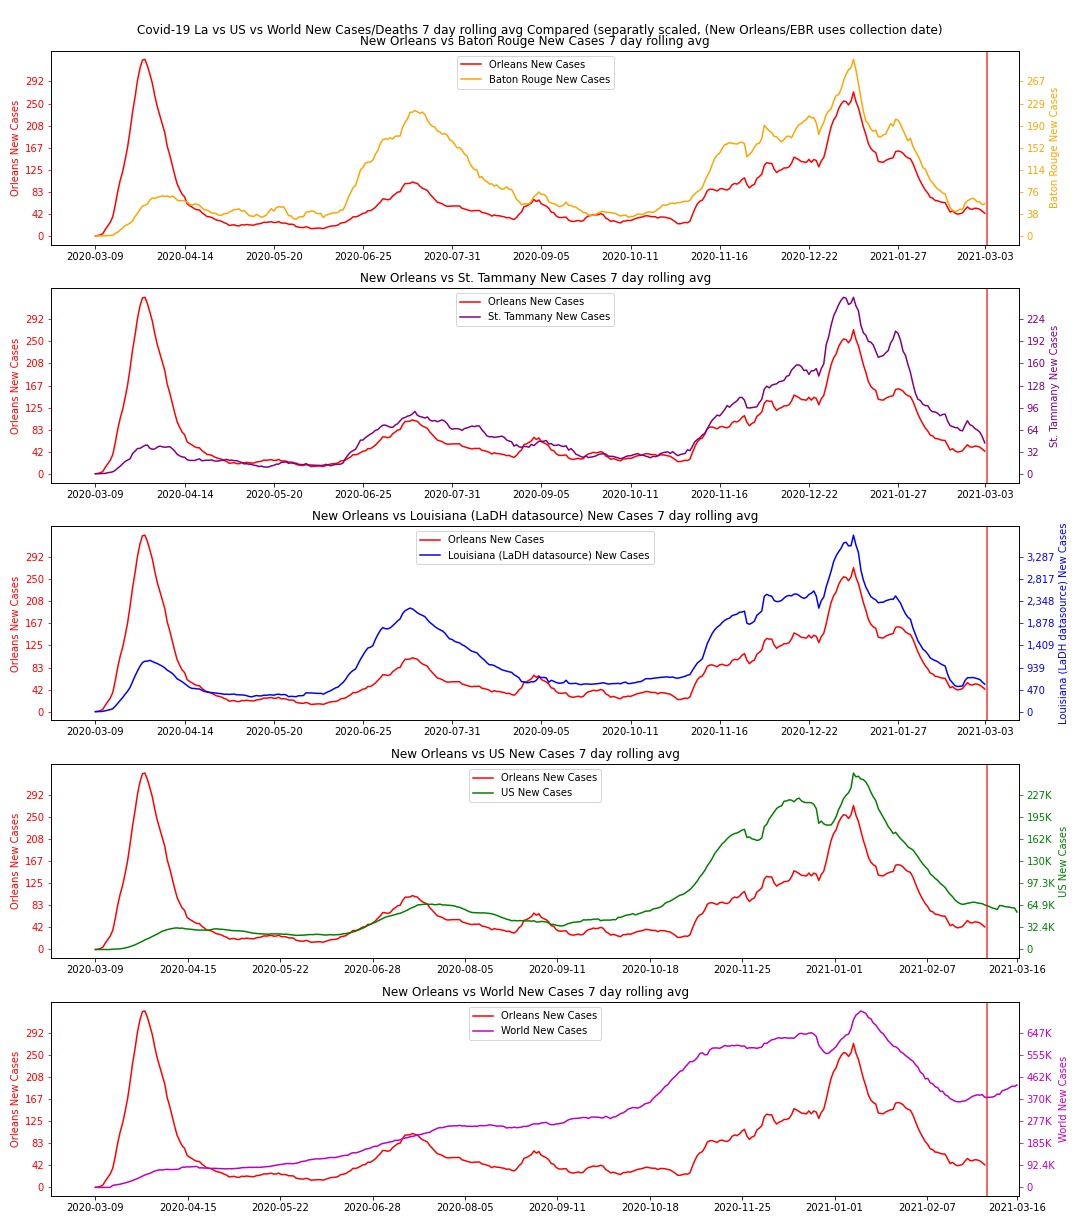 Covid-19 La vs US vs World New Cases/Deaths 7 day rolling avg Compared (separatly scaled, (New Orleans/EBR uses collection date)
New Orleans vs Baton Rouge New Cases 7 day rolling avg
Orleans New Cases
Baton Rouge New Cases
Orleans New Cases
292
250
208
167
125
83
42
0
267
229
190
152
114
76
38
0
Baton Rouge New Cases
2020-03-09 2020-04-14 2020-05-20 2020-06-25 2020-07-31 2020-09-05 2020-10-11 2020-11-16 2020-12-22 2021-01-27 2021-03-03
New Orleans vs St. Tammany New Cases 7 day rolling avg
Orleans New Cases
St. Tammany New Cases
Orleans New Cases
292
250
208
167
125
83
42
0
224
192
160
128
96
64
32
0
St. Tammany New Cases
2020-03-09 2020-04-14 2020-05-20 2020-06-25 2020-07-31 2020-09-05 2020-10-11 2020-11-16 2020-12-22 2021-01-27 2021-03-03
New Orleans vs Louisiana (LaDH datasource) New Cases 7 day rolling avg
Orleans New Cases
Louisiana (LaDH datasource) New Cases
Orleans New Cases
292
250
208
167
125
83
42
0
3,287
2,817
2,348
1,878
1,409
939
470
0
Louisiana (LaDH datasource) New Cases
2020-03-09 2020-04-14 2020-05-20 2020-06-25 2020-07-31 2020-09-05 2020-10-11 2020-11-16 2020-12-22 2021-01-27 2021-03-03
New Orleans vs US New Cases 7 day rolling avg
Orleans New Cases
US New Cases
Orleans New Cases
292
250
208
167
125
83
42
0
227K
195K
162K
130K
97.3K
64.9K
32.4K
0
US New Cases
2020-03-09 2020-04-15 2020-05-22 2020-06-28 2020-08-05 2020-09-11 2020-10-18 2020-11-25 2021-01-01 2021-02-07 2021-03-16
New Orleans vs World New Cases 7 day rolling avg
Orleans New Cases
World New Cases
Orleans New Cases
292
250
208
167
125
83
42
0
647K
555K
462K
370K
277K
185K
92.4K
0
World New Cases
2020-03-09 2020-04-15 2020-05-22 2020-06-28 2020-08-05 2020-09-11 2020-10-18 2020-11-25 2021-01-01 2021-02-07 2021-03-16